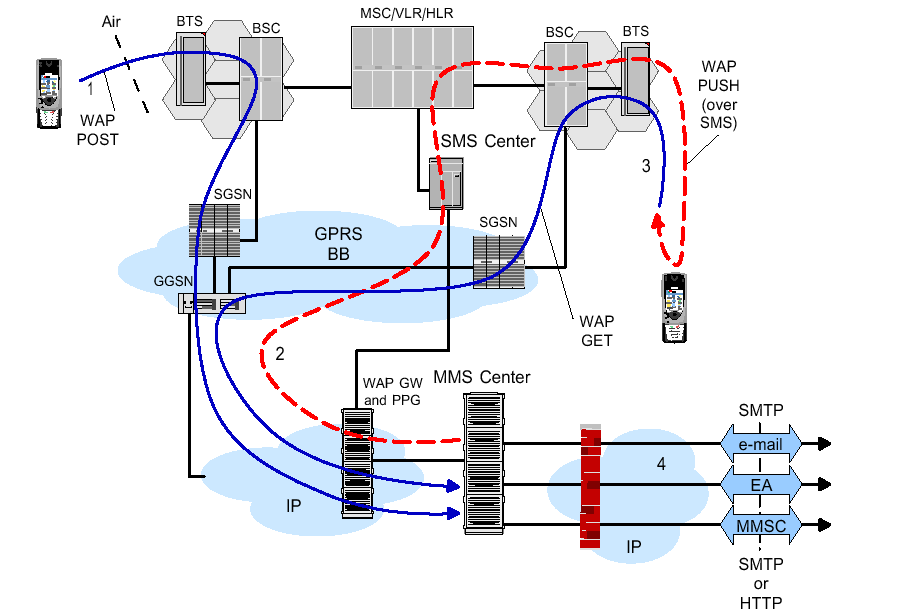 MSC/VLR/HLR
Air
BTS
BSC
BSC
BTS
1
WAP
POST
WAP
PUSH
(over
SMS)
SMS Center
3
SGSN
SGSN
GPRS
BB
GGSN
WAP
GET
2
WAP GW
and PPG
MMS Center
SMTP
e-mail
4
EA
IP
MMSC
IP
SMTP
or
HTTP